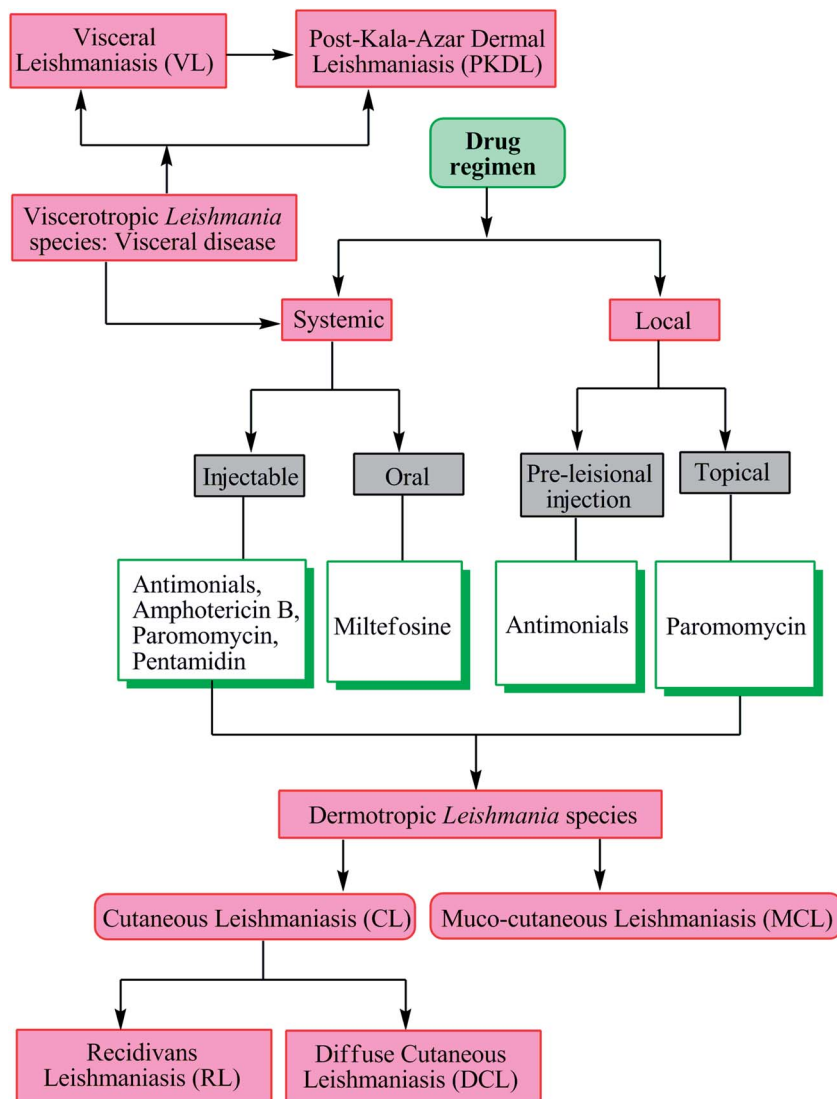 Visceral
Leishmaniasis (VL)
Post-Kala-Azar Dermal
Leishmaniasis (PKDL)
Drug
regimen
Viscerotropic Leishmania
species: Visceral disease
Systemic
Local
Injectable
Oral
Pre-leisional
injection
Topical
Antimonials,
Amphotericin B,
Paromomycin,
Pentamidin
Miltefosine
Antimonials
Paromomycin
Dermotropic Leishmania species
Cutaneous Leishmaniasis (CL)
Muco-cutaneous Leishmaniasis (MCL)
Recidivans
Leishmaniasis (RL)
Diffuse Cutaneous
Leishmaniasis (DCL)